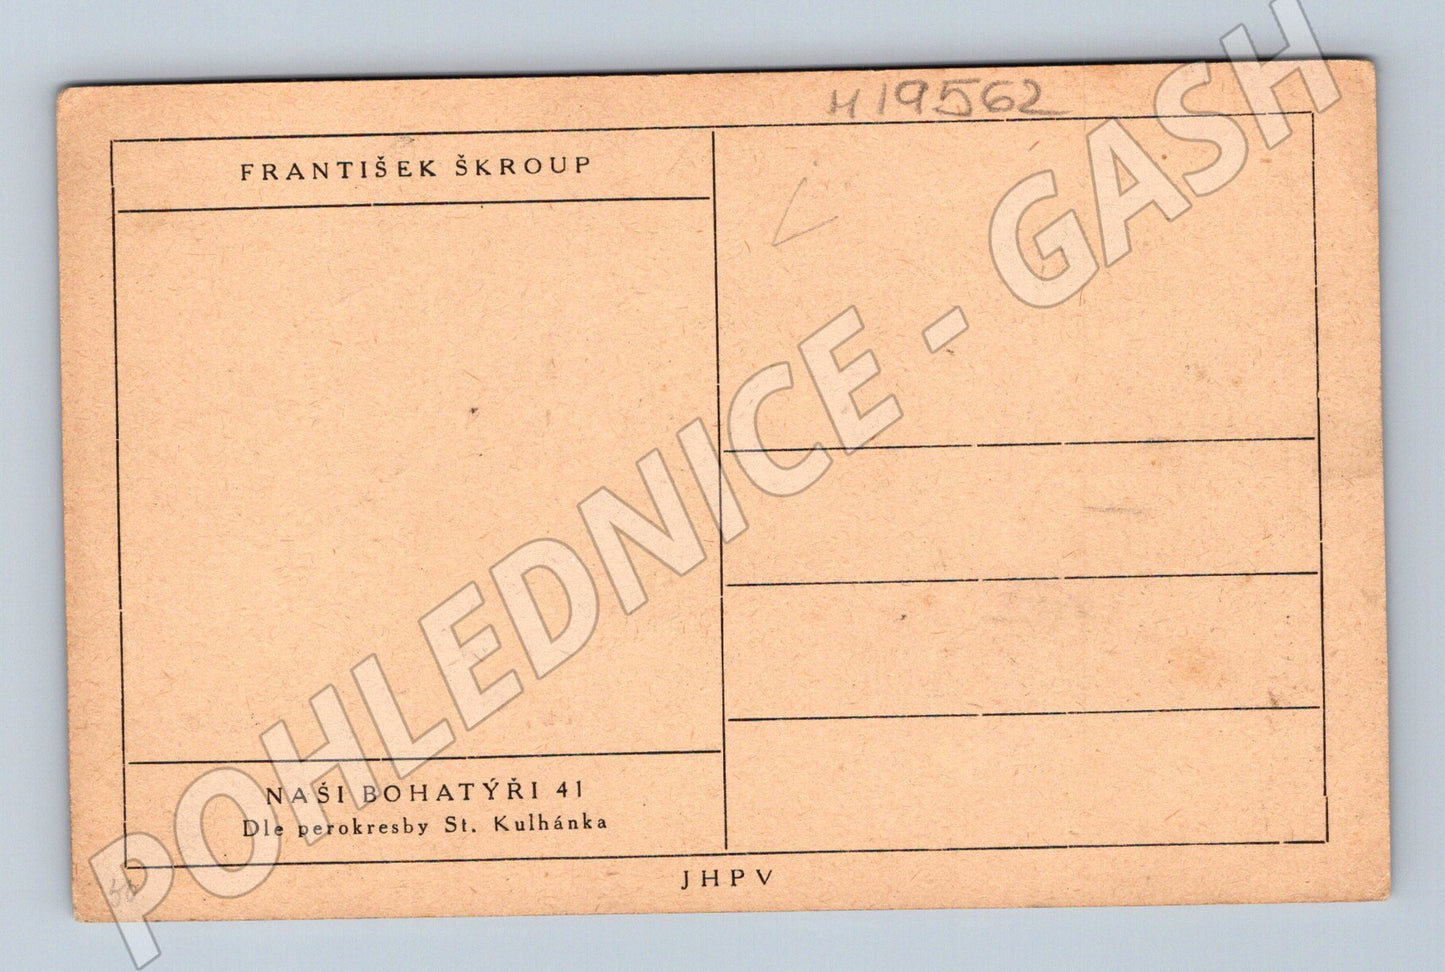 H19562
FRANTIŠEK ŠKROUP
NAŠI BOHATÝŘI 41
Dle perokresby St. Kulhánka
JHPV
POHLEDNICE - GASH